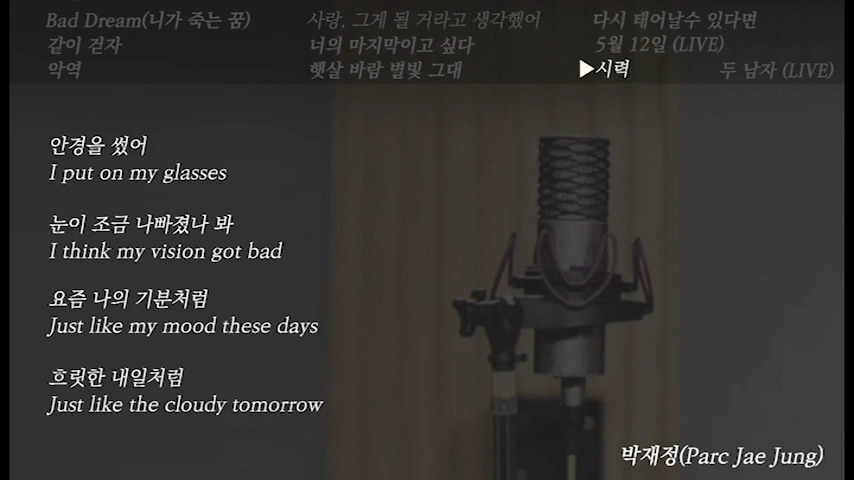 Bad Dream(니가 죽는 꿈)
같이 걷자
악역
사랑, 그게 될 거라고 생각했어
너의 마지막이고 싶다
햇살 바람 별빛 그대
다시 태어날수 있다면
5월 12일 (LIVE)
▶시력
두 남자 (LIVE)
안경을 썼어
I put on my glasses
눈이 조금 나빠졌나 봐
I think my vision got bad
요즘 나의 기분처럼
Just like my mood these days
흐릿한 내일처럼
Just like the cloudy tomorrow
박재정(Parc Jae Jung)